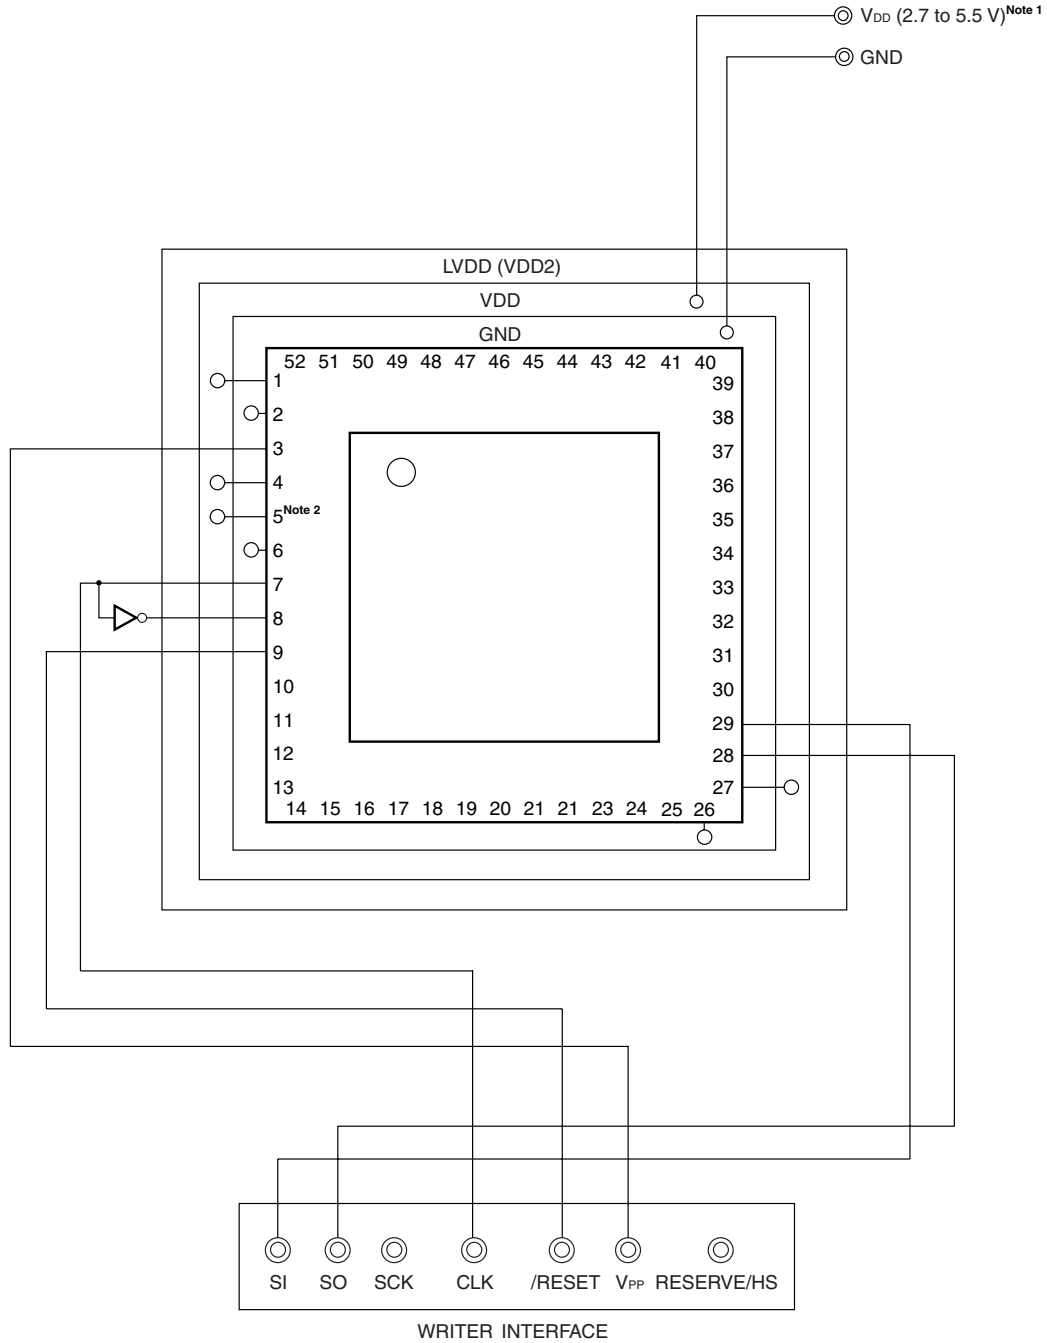 VDD (2.7 to 5.5 V)Note 1
GND
LVDD (VDD2)
VDD
GND
52 51 50 49 48 47 46 45 44 43 42 41 40
1
2
3
4
5Note 2
6
7
8
9
10
11
12
13
39
38
37
36
35
34
33
32
31
30
29
28
27
14 15 16 17 18 19 20 21 21 23 24 25 26
SI SO SCK CLK /RESET VPP RESERVE/HS
WRITER INTERFACE